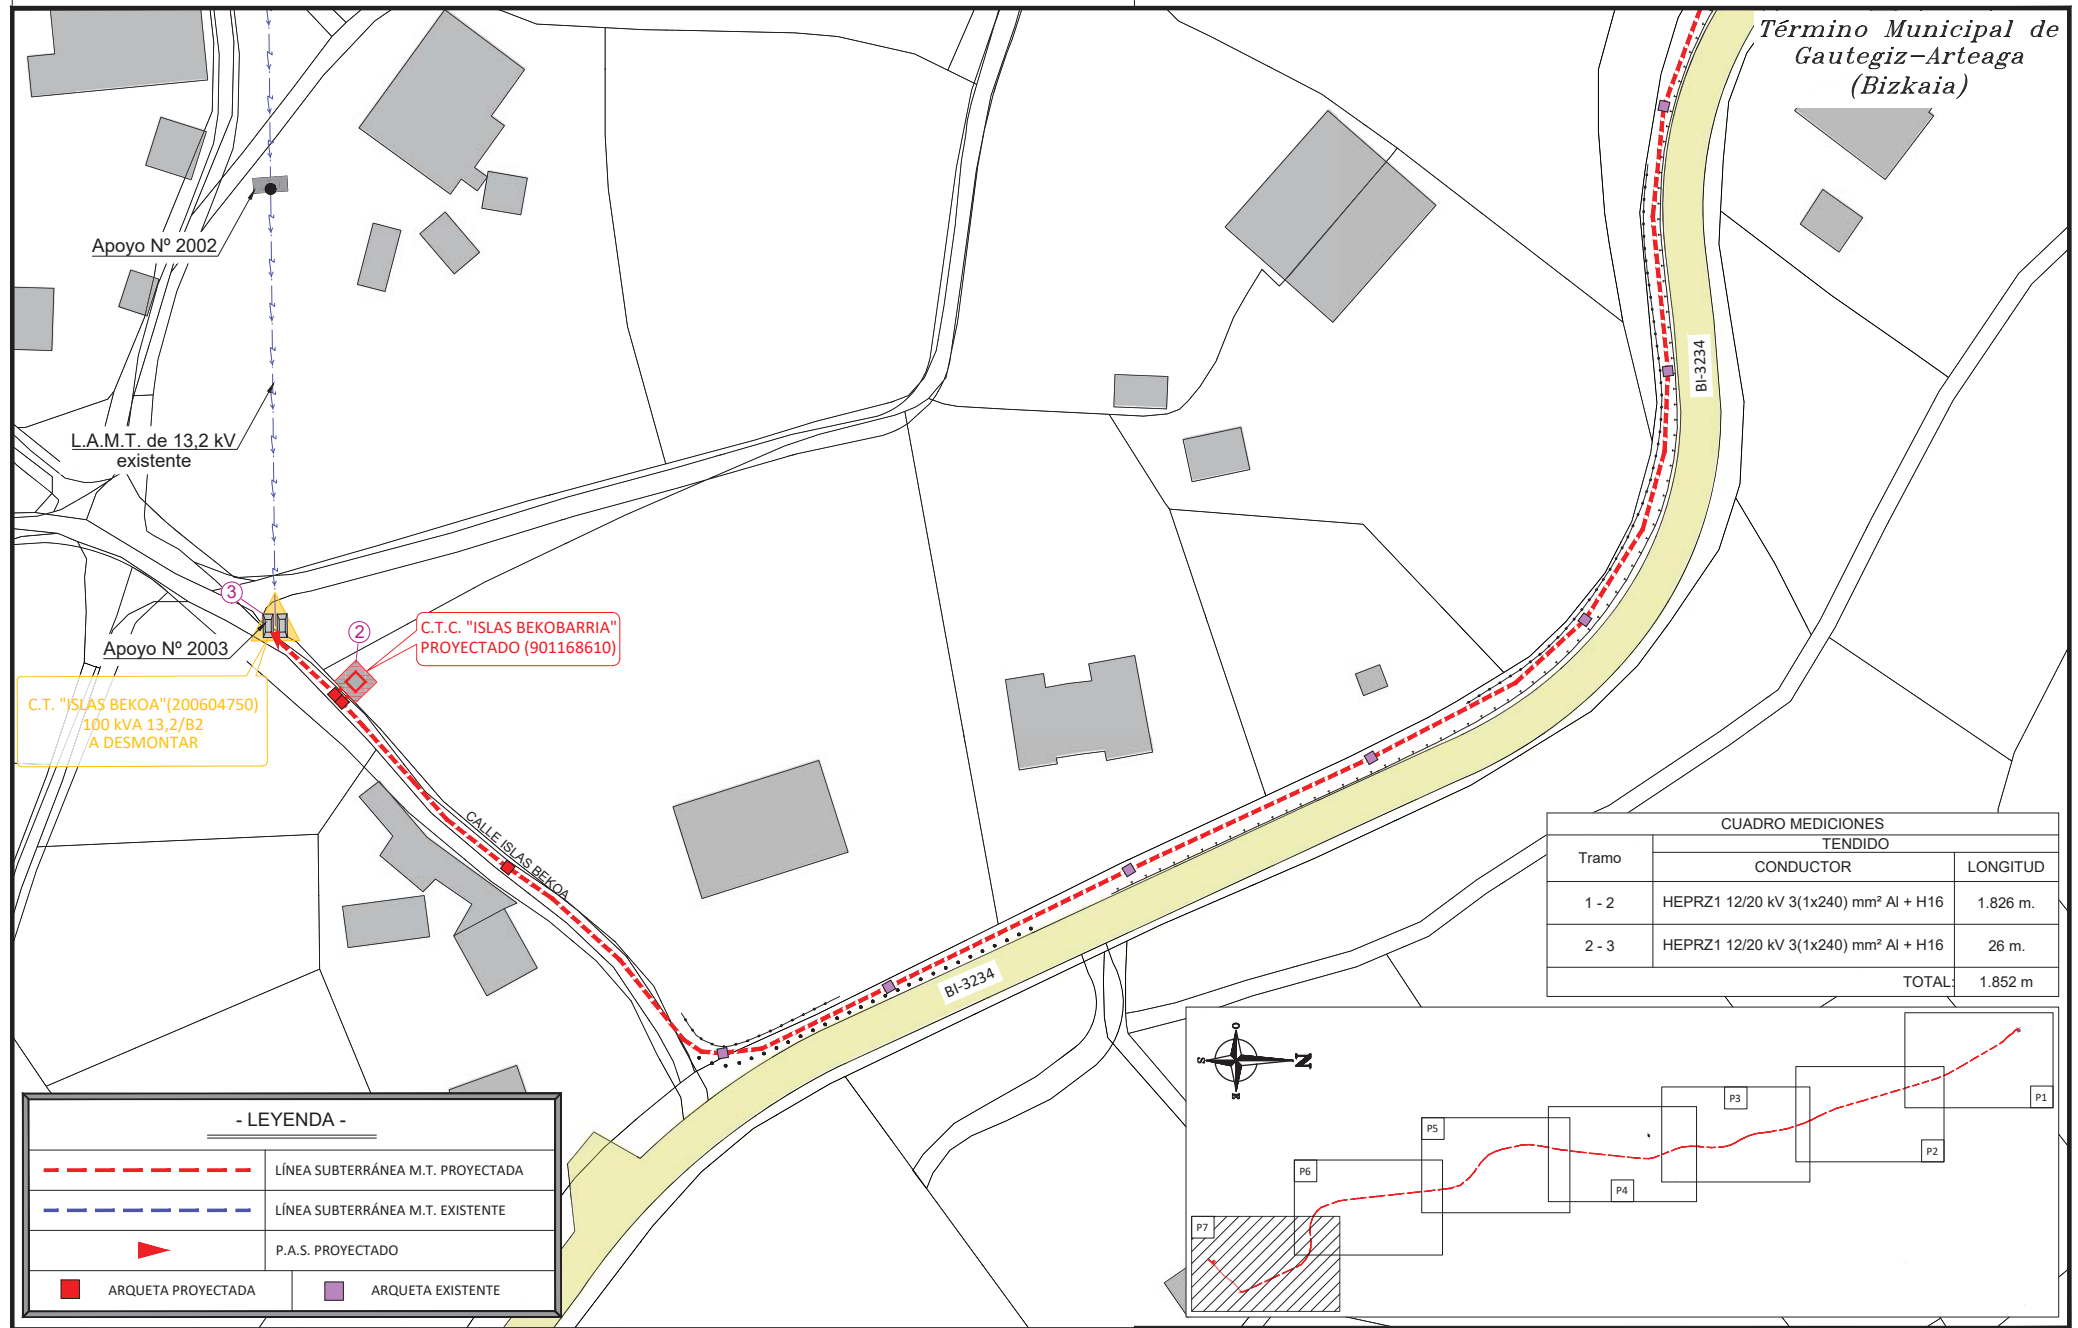 Término Municipal de
Gautegiz-Arteaga
(Bizkaia)
Apoyo Nº 2002
BI-3234
L.A.M.T. de 13,2 kV
existente
3
2
C.T.C. "ISLAS BEKOBARRIA"
PROYECTADO (901168610)
Apoyo Nº 2003
C.T. "ISLAS BEKOA"(200604750)
100 kVA 13,2/B2
A DESMONTAR
CALLE ISLAS BEKOA
BI-3234
CUADRO MEDICIONES
Tramo
TENDIDO
CONDUCTOR
LONGITUD
1 - 2
HEPRZ1 12/20 kV 3(1x240) mm² Al + H16
1.826 m.
2 - 3
HEPRZ1 12/20 kV 3(1x240) mm² Al + H16
26 m.
TOTAL:
1.852 m
O
S
N
E
P1
P2
P3
P4
P5
P6
P7
- LEYENDA -
LÍNEA SUBTERRÁNEA M.T. PROYECTADA
LÍNEA SUBTERRÁNEA M.T. EXISTENTE
P.A.S. PROYECTADO
ARQUETA PROYECTADA
ARQUETA EXISTENTE